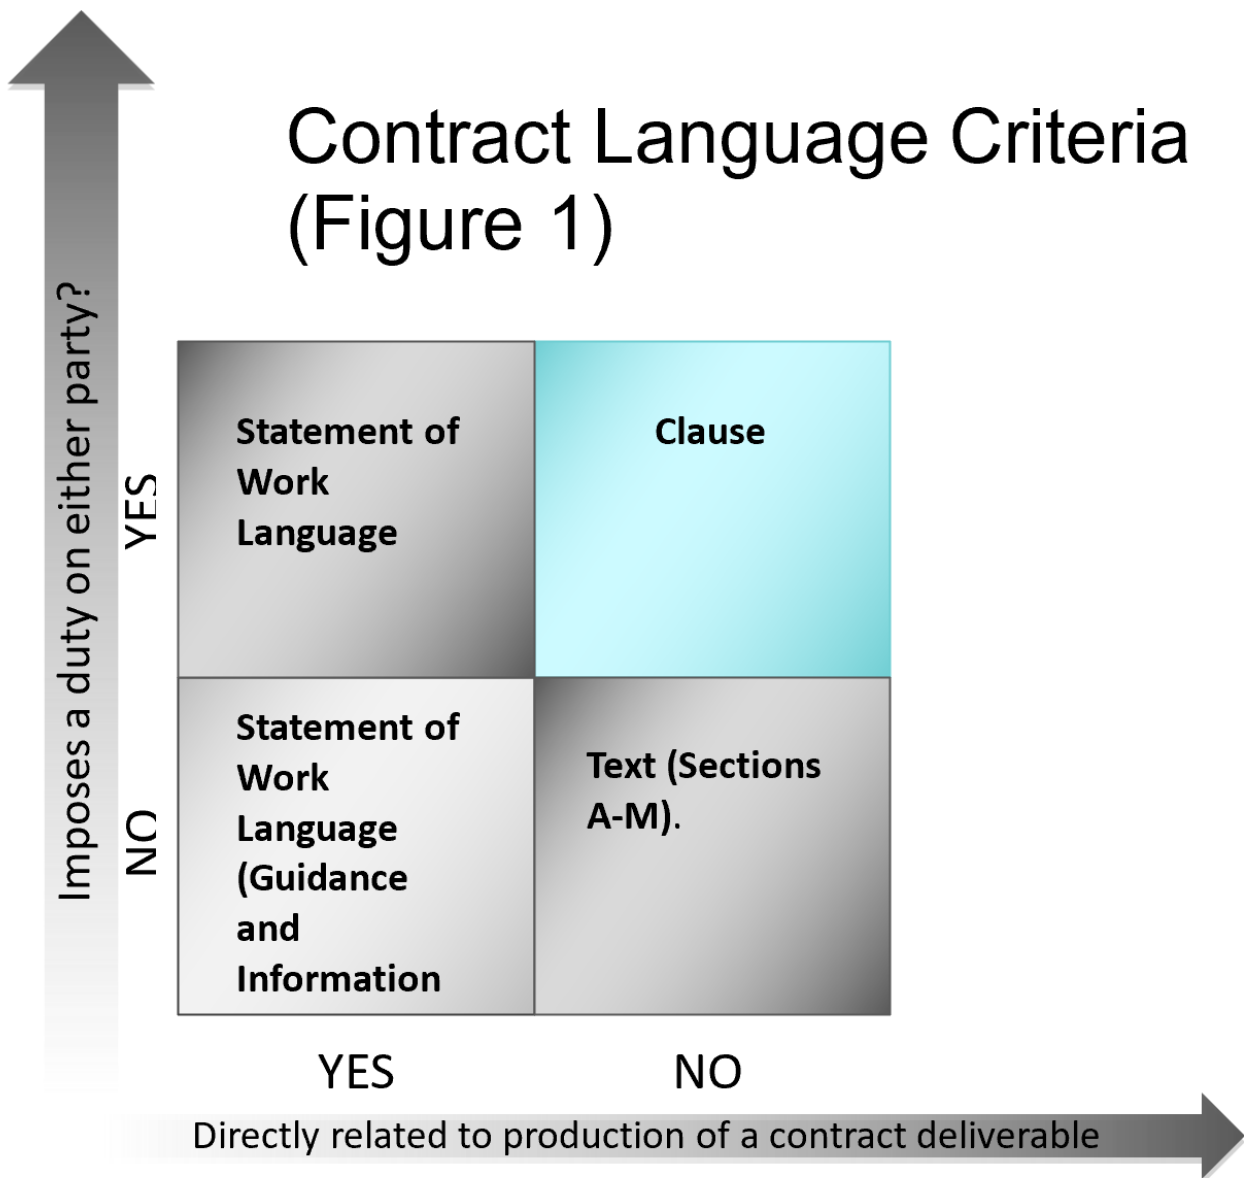 Contract Language Criteria
(Figure 1)
Imposes a duty on either party?
YES
Statement of
Work
Language
Clause
NO
Statement of
Work
Language
(Guidance
and
Information
Text (Sections
A-M).
YES
NO
Directly related to production of a contract deliverable